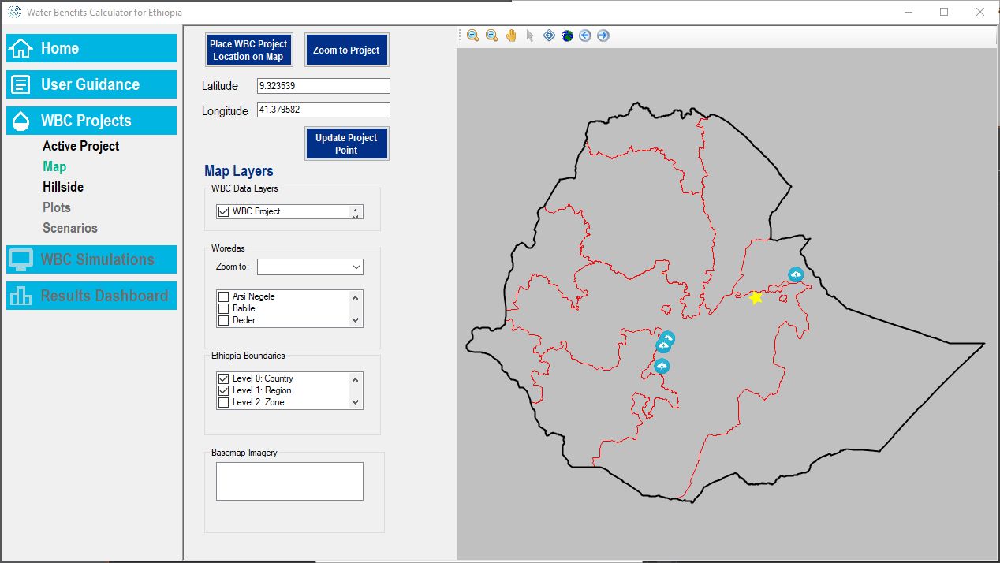 Water Benefits Calculator for Ethiopia
Home
User Guidance
WBC Projects
Active Project
Map
Hillside
Plots
Scenarios
WBC Simulations
Results Dashboard
Place WBC Project
Location on Map
Zoom to Project
Latitude
9.323539
Longitude
41.379582
Update Project
Point
Map Layers
WBC Data Layers
WBC Project
Woredas
Zoom to:
Arsi Negele
Babile
Deder
Ethiopia Boundaries
Level 0: Country
Level 1: Region
Level 2: Zone
Basemap Imagery